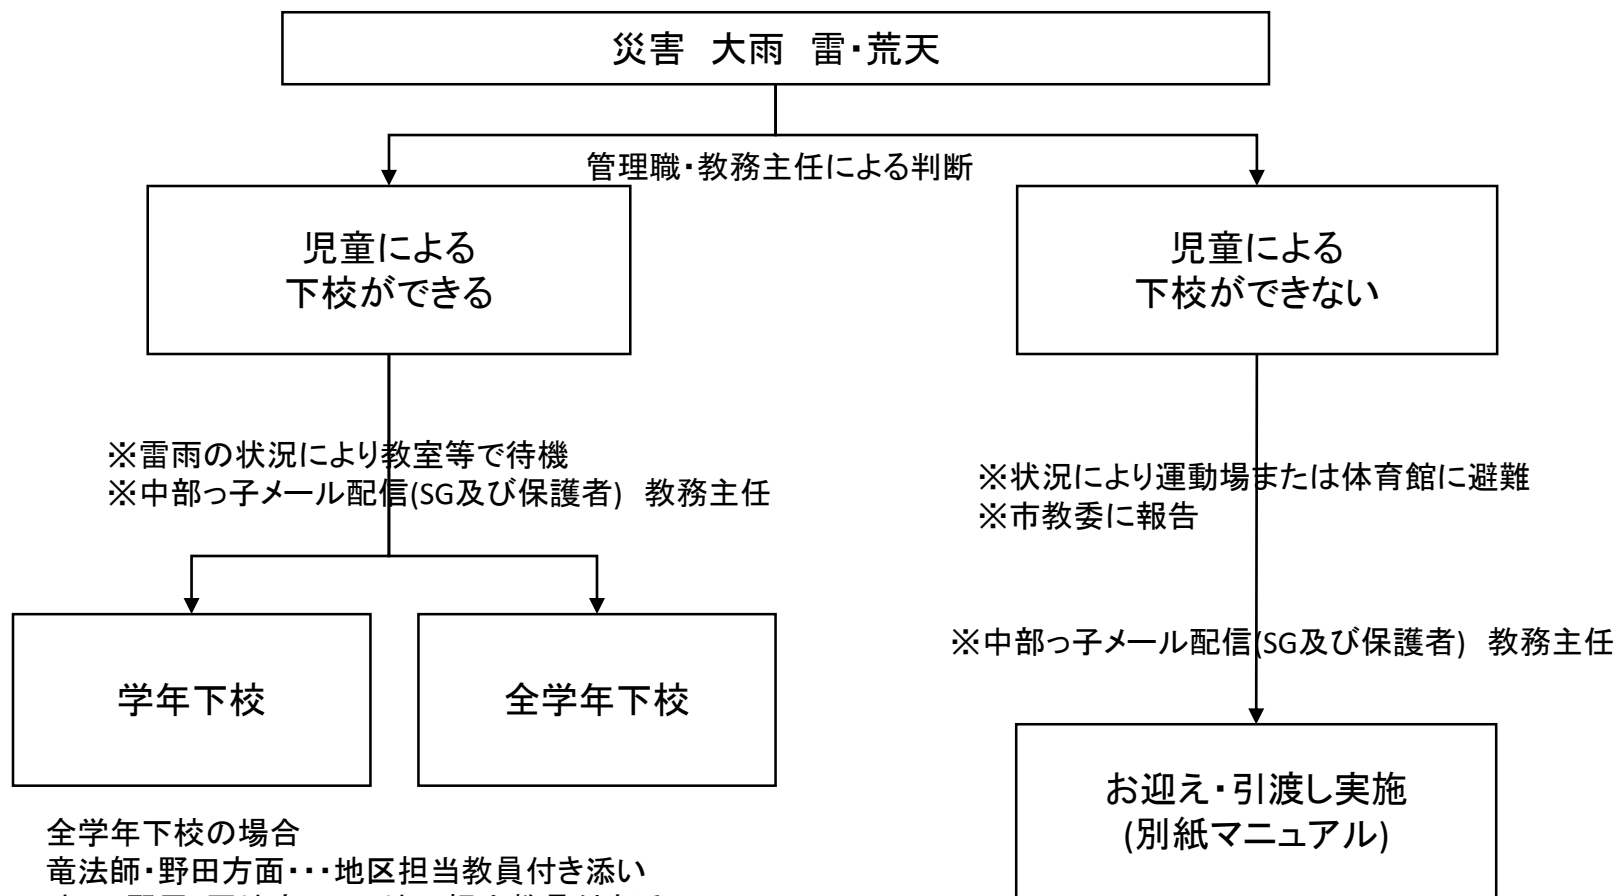 災害　大雨　雷・荒天
管理職・教務主任による判断
児童による
下校ができる
児童による
下校ができない
※雷雨の状況により教室等で待機
※中部っ子メール配信(SG及び保護者)　教務主任
※状況により運動場または体育館に避難
※市教委に報告
※中部っ子メール配信(SG及び保護者)　教務主任
学年下校
全学年下校
お迎え・引渡し実施
(別紙マニュアル)
全学年下校の場合
竜法師・野田方面・・・地区担当教員付き添い